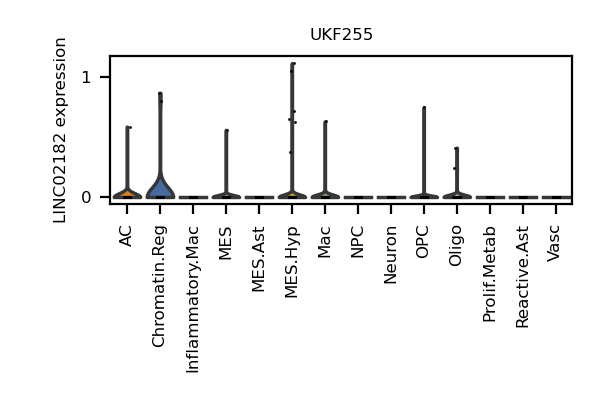 UKF255
LINC02182 expression
1
0
AC
Chromatin.Reg
Inflammatory.Mac
MES
MES.Ast
MES.Hyp
Mac
NPC
Neuron
OPC
Oligo
Prolif.Metab
Reactive.Ast
Vasc